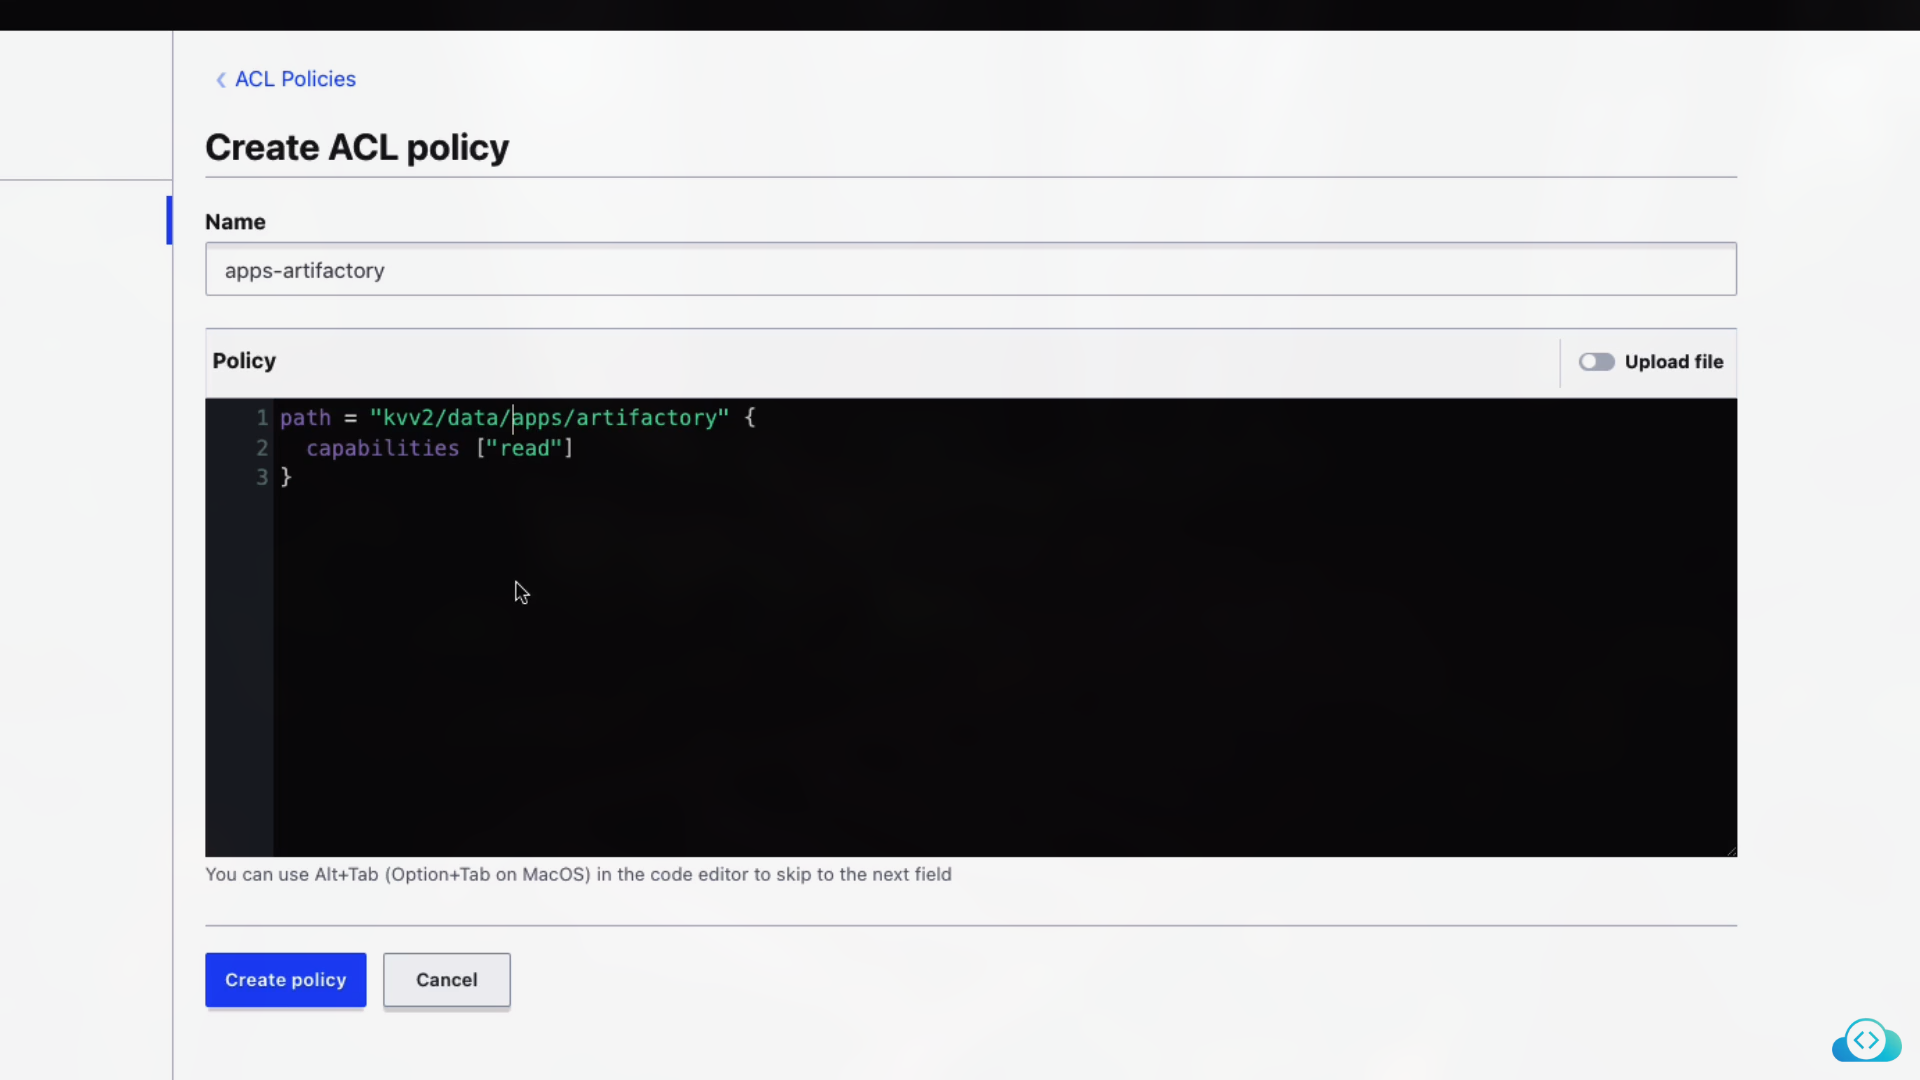 ‹ ACL Policies
Create ACL policy
Name
apps-artifactory
Policy
Upload file
1 path = "kvv2/data/apps/artifactory" {
2   capabilities ["read"]
3 }
You can use Alt+Tab (Option+Tab on MacOS) in the code editor to skip to the next field
Create policy
Cancel